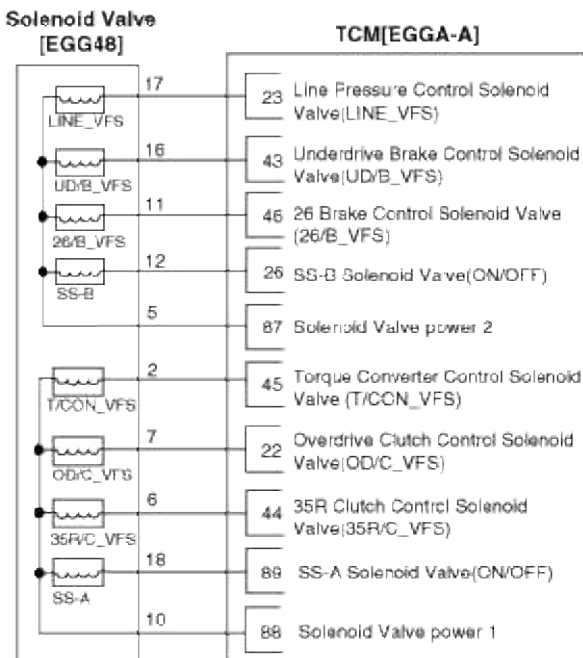 Solenoid Valve
[EGG48]
TCM[EGGA-A]
17
LINE_VFS
23
Line Pressure Control Solenoid
Valve(LINE_VFS)
16
UD/B_VFS
43
Underdrive Brake Control Solenoid
Valve(UD/B_VFS)
11
26/B_VFS
46
26 Brake Control Solenoid Valve
(26/B_VFS)
12
SS-B
26
SS-B Solenoid Valve(ON/OFF)
5
87
Solenoid Valve power 2
2
T/CON_VFS
45
Torque Converter Control Solenoid
Valve (T/CON_VFS)
7
OD/C_VFS
22
Overdrive Clutch Control Solenoid
Valve(OD/C_VFS)
6
35R/C_VFS
44
35R Clutch Control Solenoid
Valve(35R/C_VFS)
18
SS-A
89
SS-A Solenoid Valve(ON/OFF)
10
88
Solenoid Valve power 1